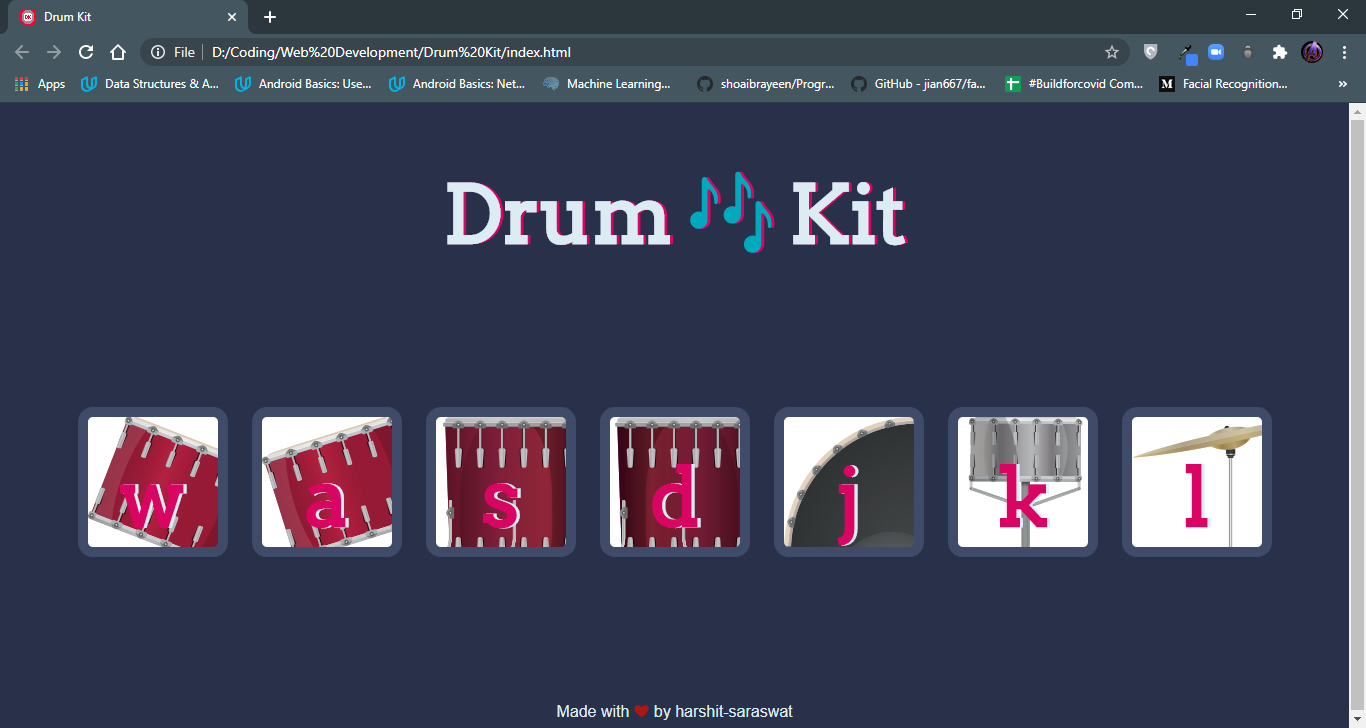 Drum Kit
File D:/Coding/Web%20Development/Drum%20Kit/index.html
Apps Data Structures & A... Android Basics: Use... Android Basics: Net... Machine Learning... shoaibrayeen/Progr... GitHub - jian667/fa... #Buildforcovid Com... M Facial Recognition... »
Drum Kit
w a s d j k l
Made with ❤ by harshit-saraswat